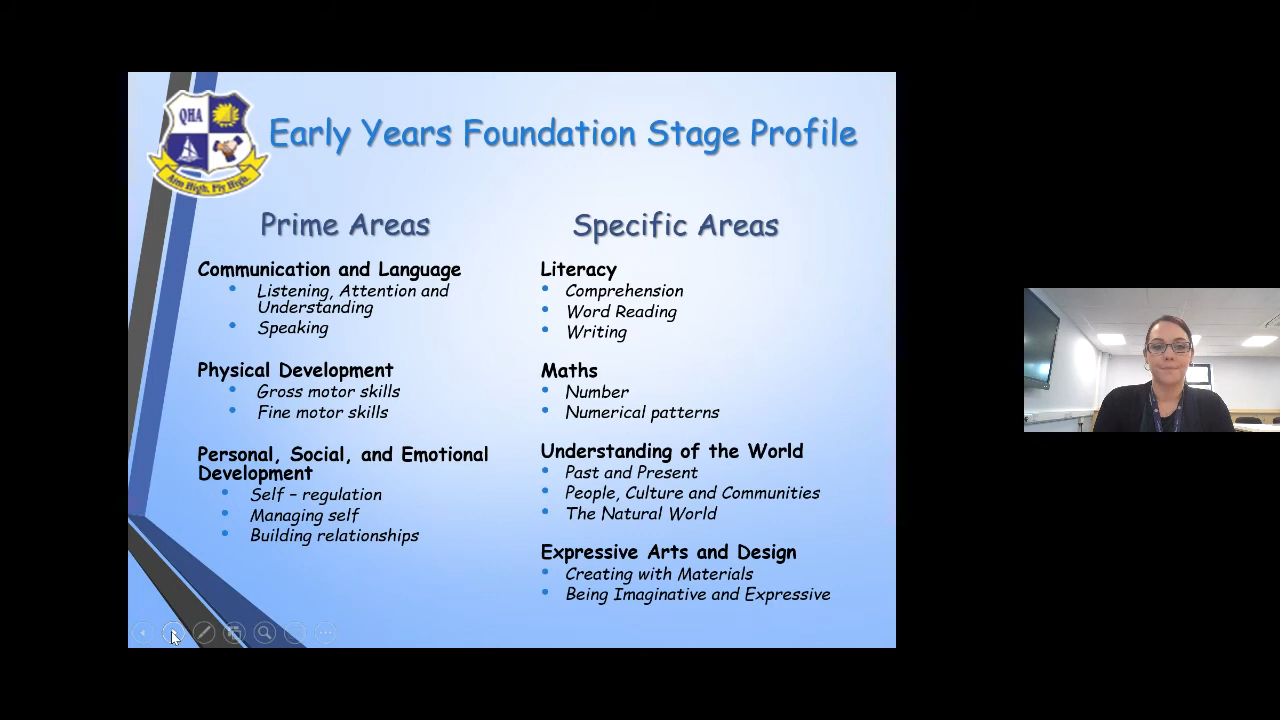 QHA
Aim High, Fly High.
Early Years Foundation Stage Profile
Prime Areas
Communication and Language
Listening, Attention and
Understanding
Speaking
Physical Development
Gross motor skills
Fine motor skills
Personal, Social, and Emotional
Development
Self – regulation
Managing self
Building relationships
Specific Areas
Literacy
Comprehension
Word Reading
Writing
Maths
Number
Numerical patterns
Understanding of the World
Past and Present
People, Culture and Communities
The Natural World
Expressive Arts and Design
Creating with Materials
Being Imaginative and Expressive